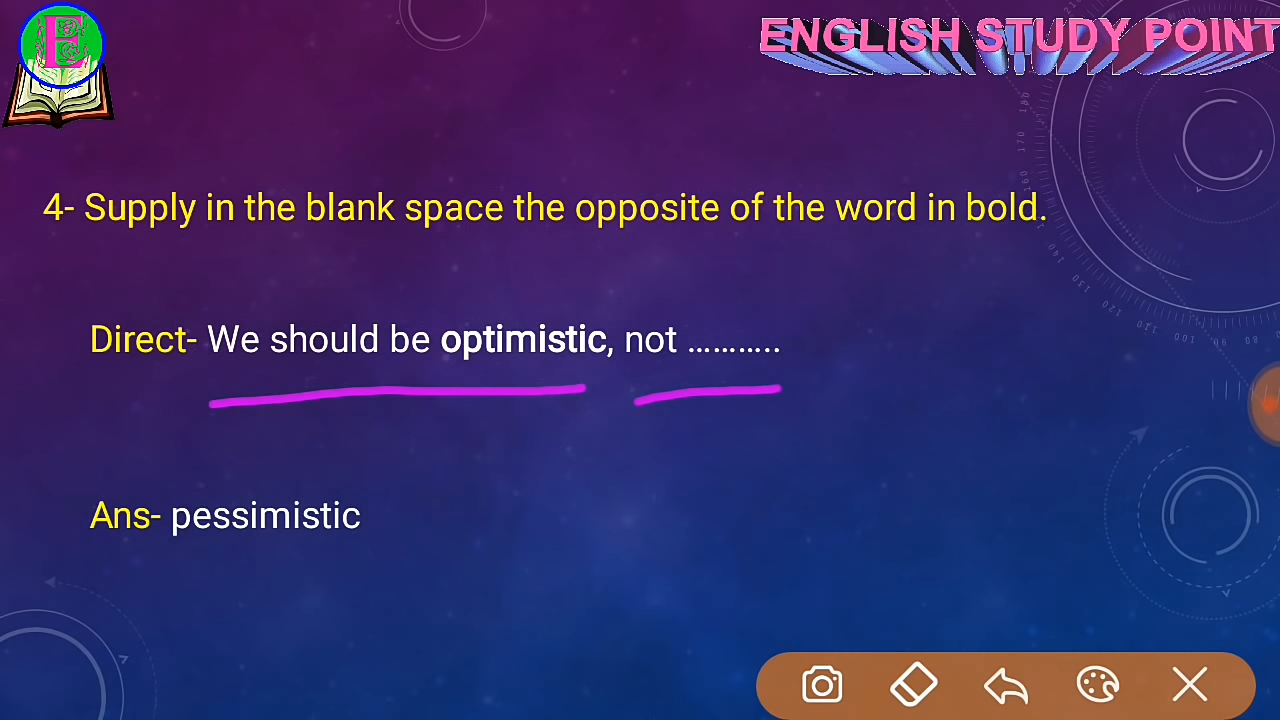 E
ENGLISH STUDY POINT
4- Supply in the blank space the opposite of the word in bold.
Direct- We should be optimistic, not ………..
Ans- pessimistic